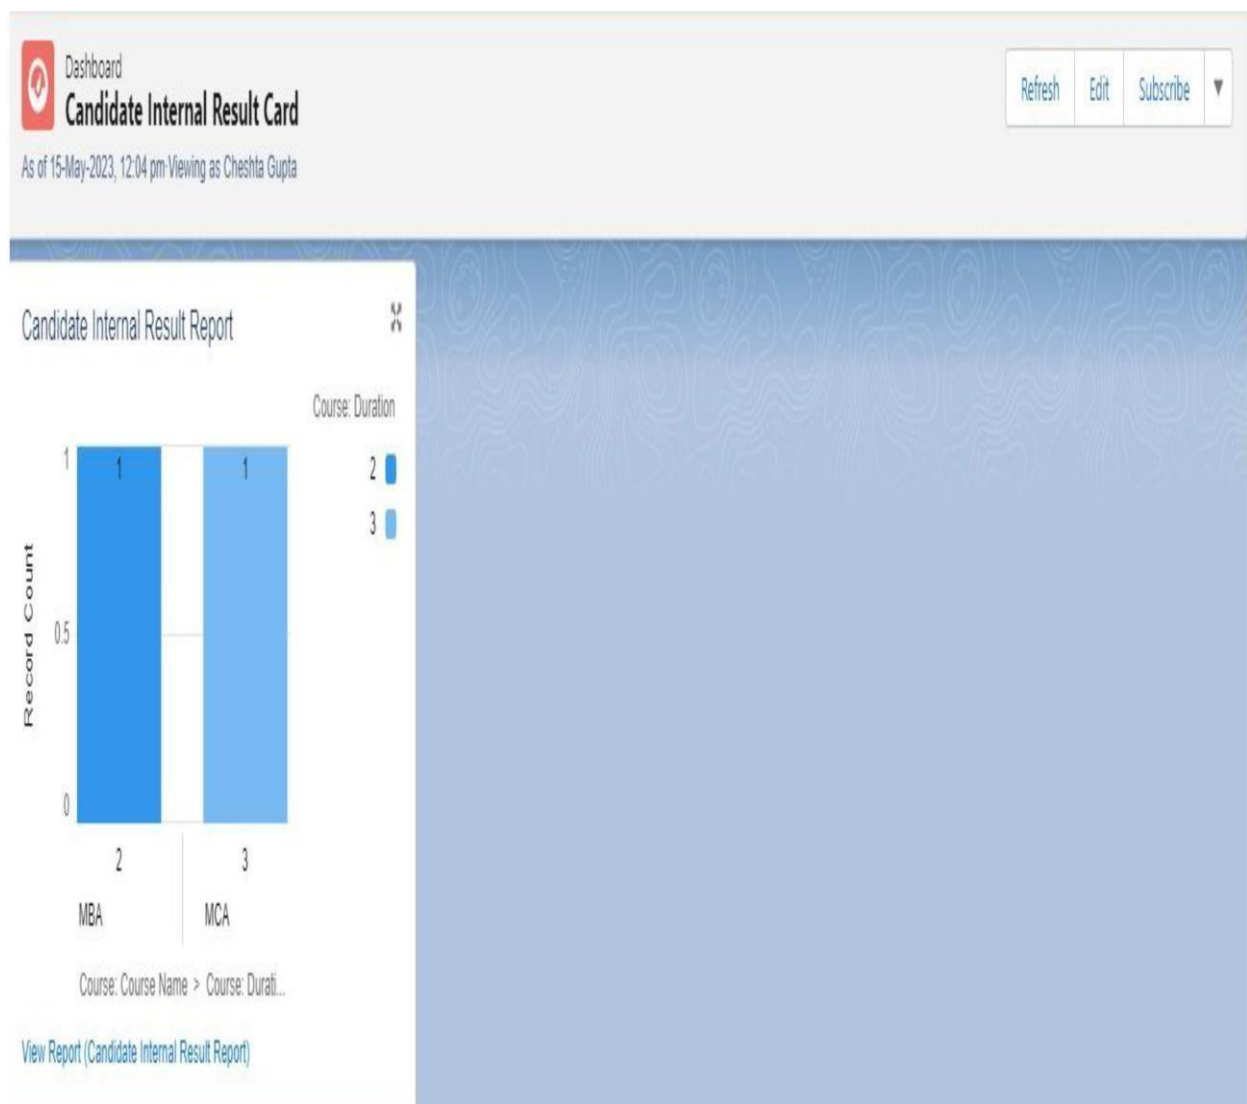 Dashboard
Candidate Internal Result Card
As of 15-May-2023, 12:04 pm·Viewing as Cheshta Gupta
Refresh Edit Subscribe
Candidate Internal Result Report
Course: Duration
2
3
Record Count
1
0.5
0
1 1
2 3
MBA MCA
Course: Course Name > Course: Durati...
View Report (Candidate Internal Result Report)